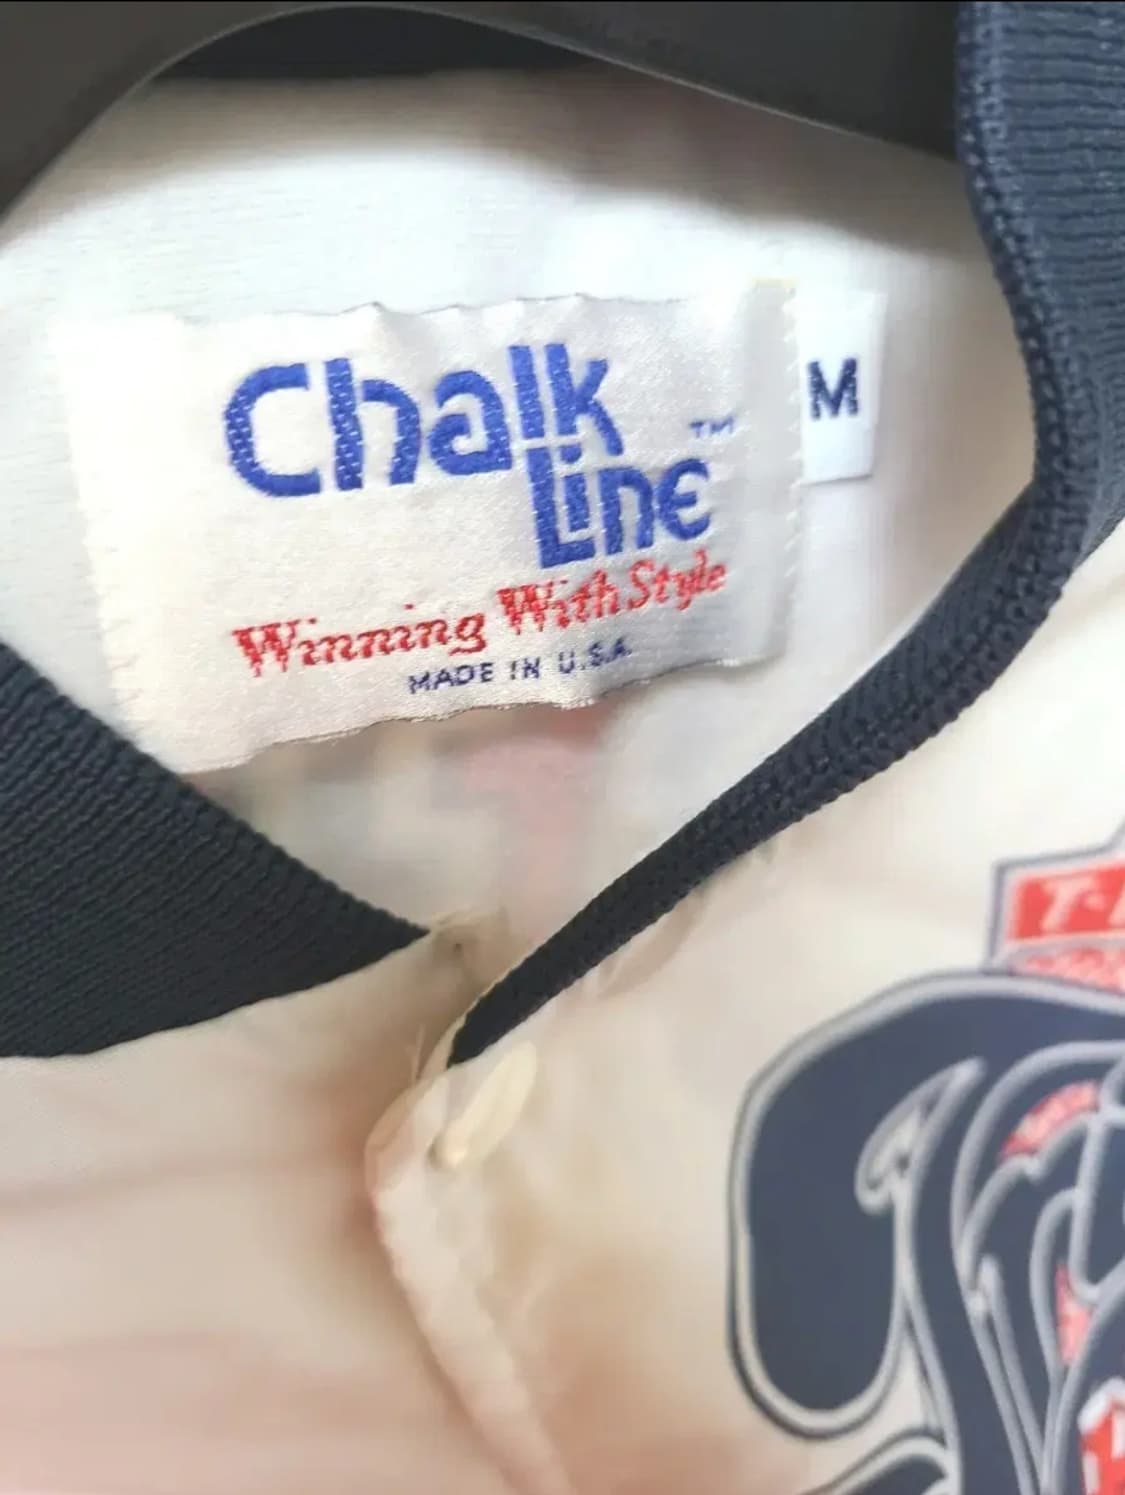 Chalk
Line ™
M
Winning With Style
MADE IN U.S.A.